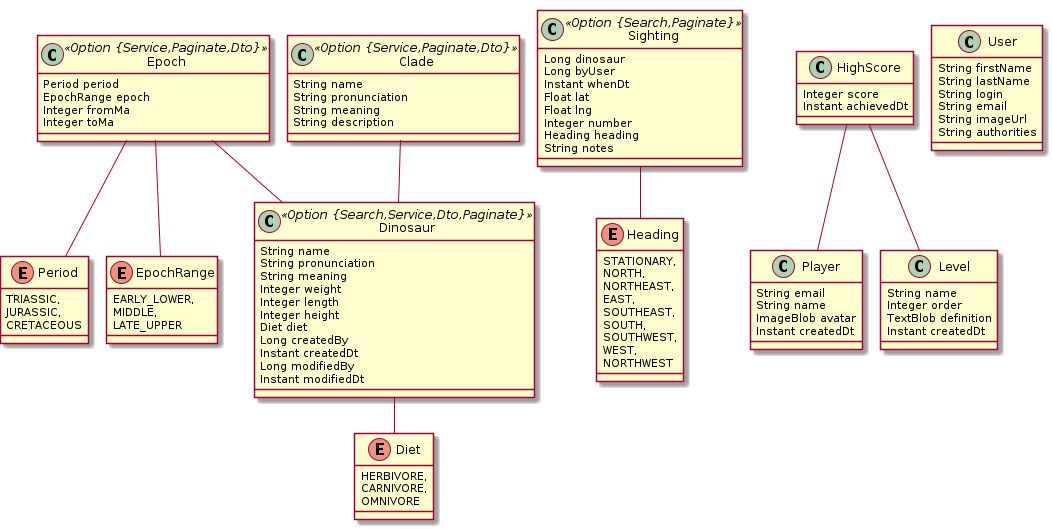 C «Option {Service,Paginate,Dto}»
Epoch
Period period
EpochRange epoch
Integer fromMa
Integer toMa
C «Option {Service,Paginate,Dto}»
Clade
String name
String pronunciation
String meaning
String description
C «Option {Search,Paginate}»
Sighting
Long dinosaur
Long byUser
Instant whenDt
Float lat
Float lng
Integer number
Heading heading
String notes
C HighScore
Integer score
Instant achievedDt
C User
String firstName
String lastName
String login
String email
String imageUrl
String authorities
E Period
TRIASSIC,
JURASSIC,
CRETACEOUS
E EpochRange
EARLY_LOWER,
MIDDLE,
LATE_UPPER
C «Option {Search,Service,Dto,Paginate}»
Dinosaur
String name
String pronunciation
String meaning
Integer weight
Integer length
Integer height
Diet diet
Long createdBy
Instant createdDt
Long modifiedBy
Instant modifiedDt
E Heading
STATIONARY,
NORTH,
NORTHEAST,
EAST,
SOUTHEAST,
SOUTH,
SOUTHWEST,
WEST,
NORTHWEST
C Player
String email
String name
ImageBlob avatar
Instant createdDt
C Level
String name
Integer order
TextBlob definition
Instant createdDt
E Diet
HERBIVORE,
CARNIVORE,
OMNIVORE